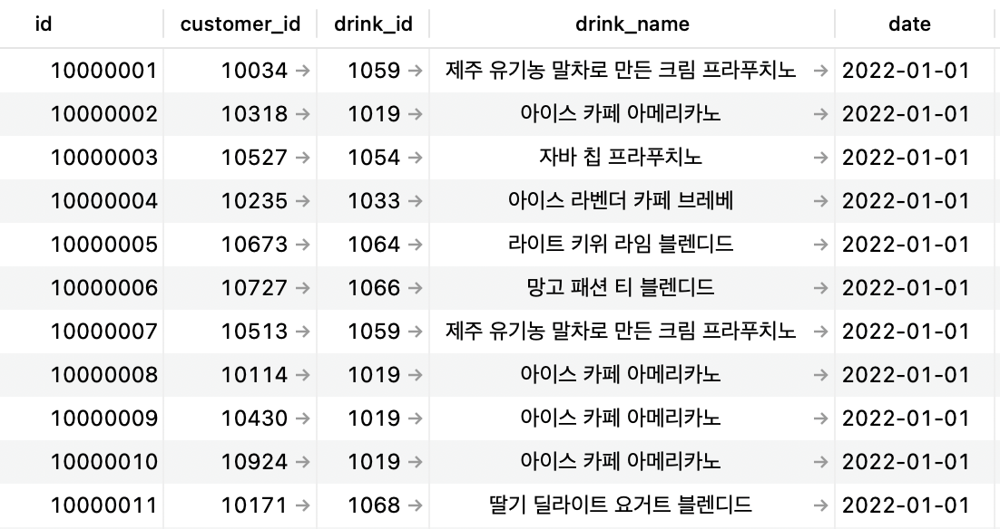 id customer_id drink_id drink_name date
10000001 10034 → 1059 → 제주 유기농 말차로 만든 크림 프라푸치노 → 2022-01-01
10000002 10318 → 1019 → 아이스 카페 아메리카노 → 2022-01-01
10000003 10527 → 1054 → 자바 칩 프라푸치노 → 2022-01-01
10000004 10235 → 1033 → 아이스 라벤더 카페 브레베 → 2022-01-01
10000005 10673 → 1064 → 라이트 키위 라임 블렌디드 → 2022-01-01
10000006 10727 → 1066 → 망고 패션 티 블렌디드 → 2022-01-01
10000007 10513 → 1059 → 제주 유기농 말차로 만든 크림 프라푸치노 → 2022-01-01
10000008 10114 → 1019 → 아이스 카페 아메리카노 → 2022-01-01
10000009 10430 → 1019 → 아이스 카페 아메리카노 → 2022-01-01
10000010 10924 → 1019 → 아이스 카페 아메리카노 → 2022-01-01
10000011 10171 → 1068 → 딸기 딜라이트 요거트 블렌디드 → 2022-01-01